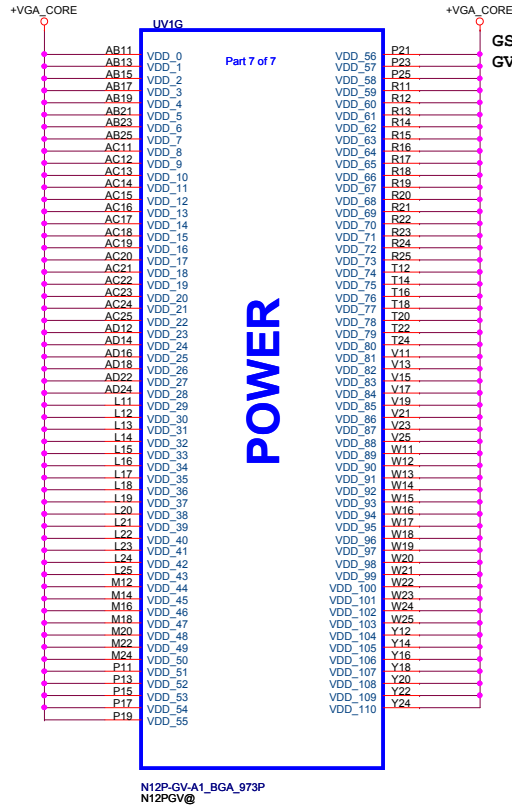 +VGA_CORE
+VGA_CORE
UV1G
GS
GV
Part 7 of 7
AB11 VDD_0 VDD_56 P21
AB13 VDD_1 VDD_57 P23
AB15 VDD_2 VDD_58 P25
AB17 VDD_3 VDD_59 R11
AB19 VDD_4 VDD_60 R12
AB21 VDD_5 VDD_61 R13
AB23 VDD_6 VDD_62 R14
AB25 VDD_7 VDD_63 R15
AC11 VDD_8 VDD_64 R16
AC12 VDD_9 VDD_65 R17
AC13 VDD_10 VDD_66 R18
AC14 VDD_11 VDD_67 R19
AC15 VDD_12 VDD_68 R20
AC16 VDD_13 VDD_69 R21
AC17 VDD_14 VDD_70 R22
AC18 VDD_15 VDD_71 R23
AC19 VDD_16 VDD_72 R24
AC20 VDD_17 VDD_73 R25
AC21 VDD_18 VDD_74 T12
AC22 VDD_19 VDD_75 T14
AC23 VDD_20 VDD_76 T16
AC24 VDD_21 VDD_77 T18
AC25 VDD_22 VDD_78 T20
AD12 VDD_23 VDD_79 T22
AD14 VDD_24 VDD_80 T24
AD16 VDD_25 VDD_81 V11
AD18 VDD_26 VDD_82 V13
AD22 VDD_27 VDD_83 V15
AD24 VDD_28 VDD_84 V17
L11 VDD_29 VDD_85 V19
L12 VDD_30 VDD_86 V21
L13 VDD_31 VDD_87 V23
L14 VDD_32 VDD_88 V25
L15 VDD_33 VDD_89 W11
L16 VDD_34 VDD_90 W12
L17 VDD_35 VDD_91 W13
L18 VDD_36 VDD_92 W14
L19 VDD_37 VDD_93 W15
L20 VDD_38 VDD_94 W16
L21 VDD_39 VDD_95 W17
L22 VDD_40 VDD_96 W18
L23 VDD_41 VDD_97 W19
L24 VDD_42 VDD_98 W20
L25 VDD_43 VDD_99 W21
M12 VDD_44 VDD_100 W22
M14 VDD_45 VDD_101 W23
M16 VDD_46 VDD_102 W24
M18 VDD_47 VDD_103 W25
M20 VDD_48 VDD_104 Y12
M22 VDD_49 VDD_105 Y14
M24 VDD_50 VDD_106 Y16
P11 VDD_51 VDD_107 Y18
P13 VDD_52 VDD_108 Y20
P15 VDD_53 VDD_109 Y22
P17 VDD_54 VDD_110 Y24
P19 VDD_55
POWER
N12P-GV-A1_BGA_973P
N12PGV@